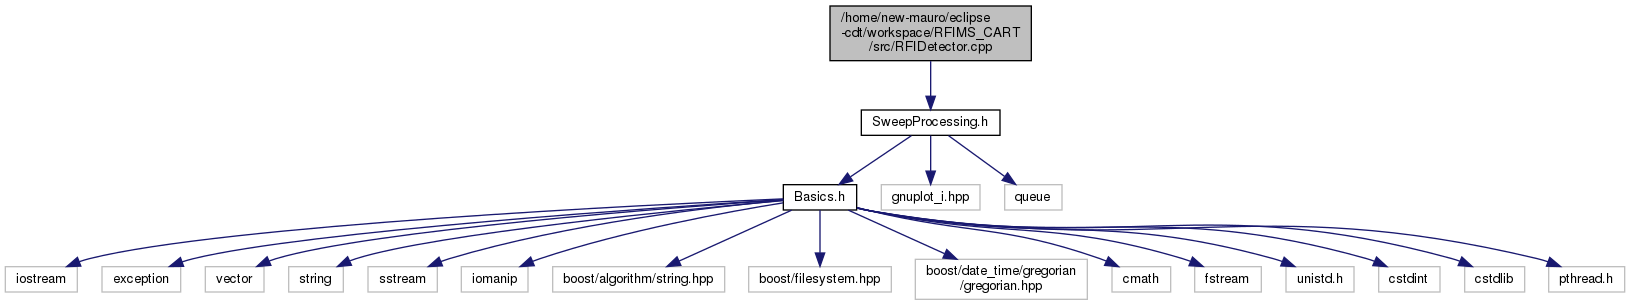 /home/new-mauro/eclipse
-cdt/workspace/RFIMS_CART
/src/RFIDetector.cpp
SweepProcessing.h
Basics.h
gnuplot_i.hpp
queue
iostream
exception
vector
string
sstream
iomanip
boost/algorithm/string.hpp
boost/filesystem.hpp
boost/date_time/gregorian
/gregorian.hpp
cmath
fstream
unistd.h
cstdint
cstdlib
pthread.h